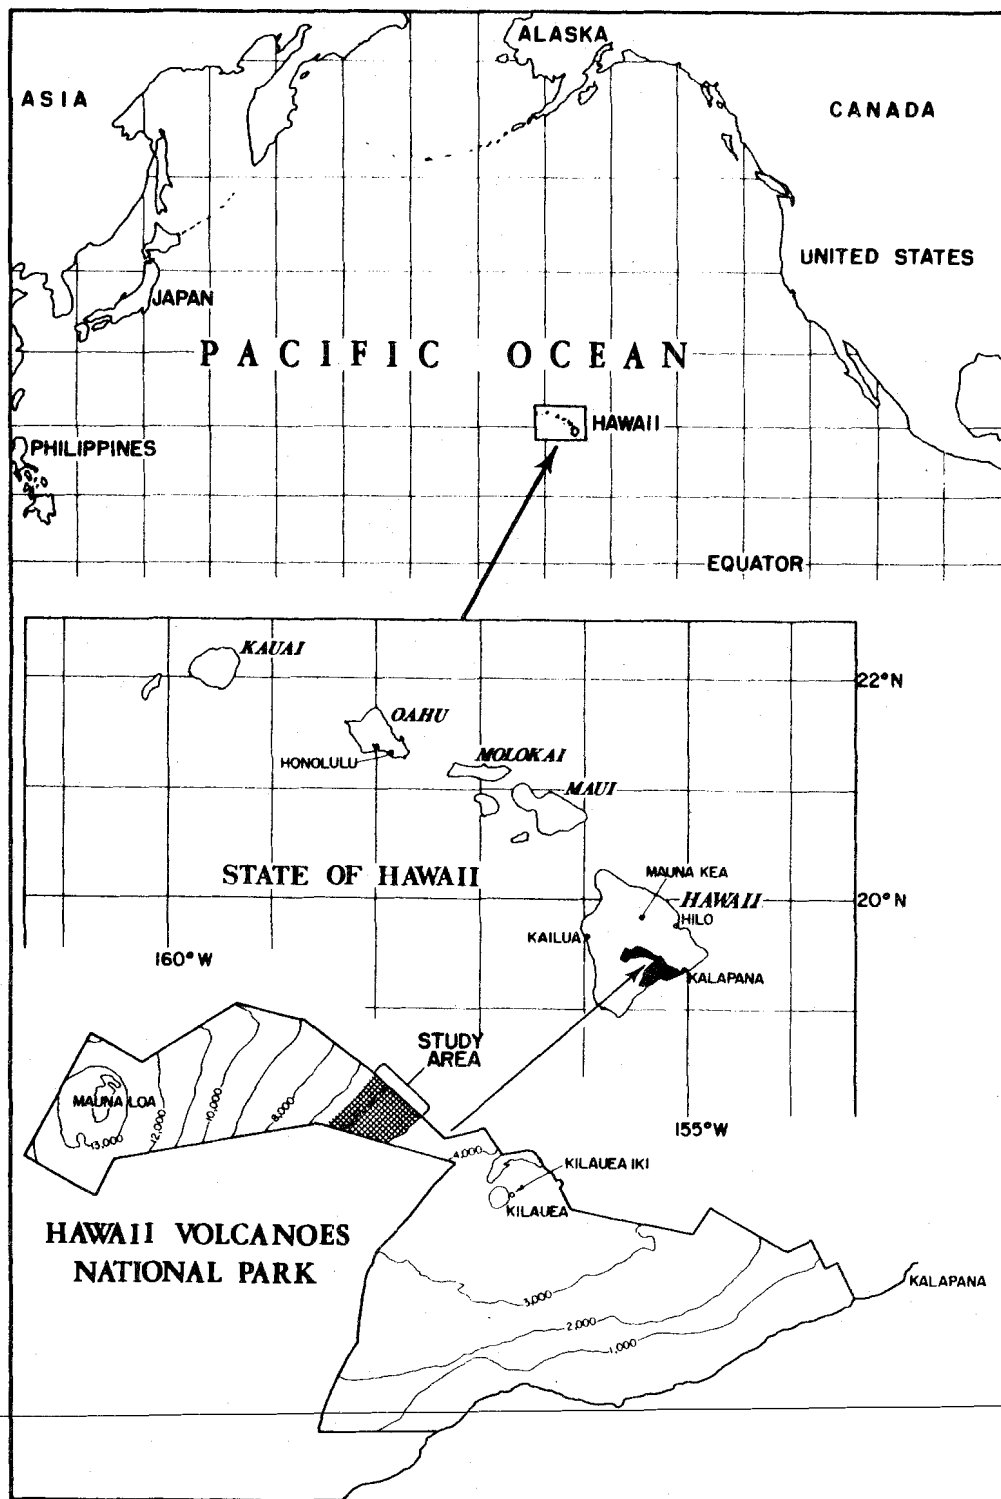 ALASKA
ASIA
CANADA
UNITED STATES
JAPAN
PACIFIC OCEAN
HAWAII
PHILIPPINES
EQUATOR
KAUAI
22°N
OAHU
HONOLULU
MOLOKAI
MAUI
STATE OF HAWAII
MAUNA KEA
HAWAII
20°N
HILO
KAILUA
160°W
KALAPANA
STUDY
AREA
MAUNA LOA
13,000
12,000
10,000
8,000
155°W
4,000
KILAUEA IKI
KILAUEA
HAWAII VOLCANOES
NATIONAL PARK
KALAPANA
3,000
2,000
1,000